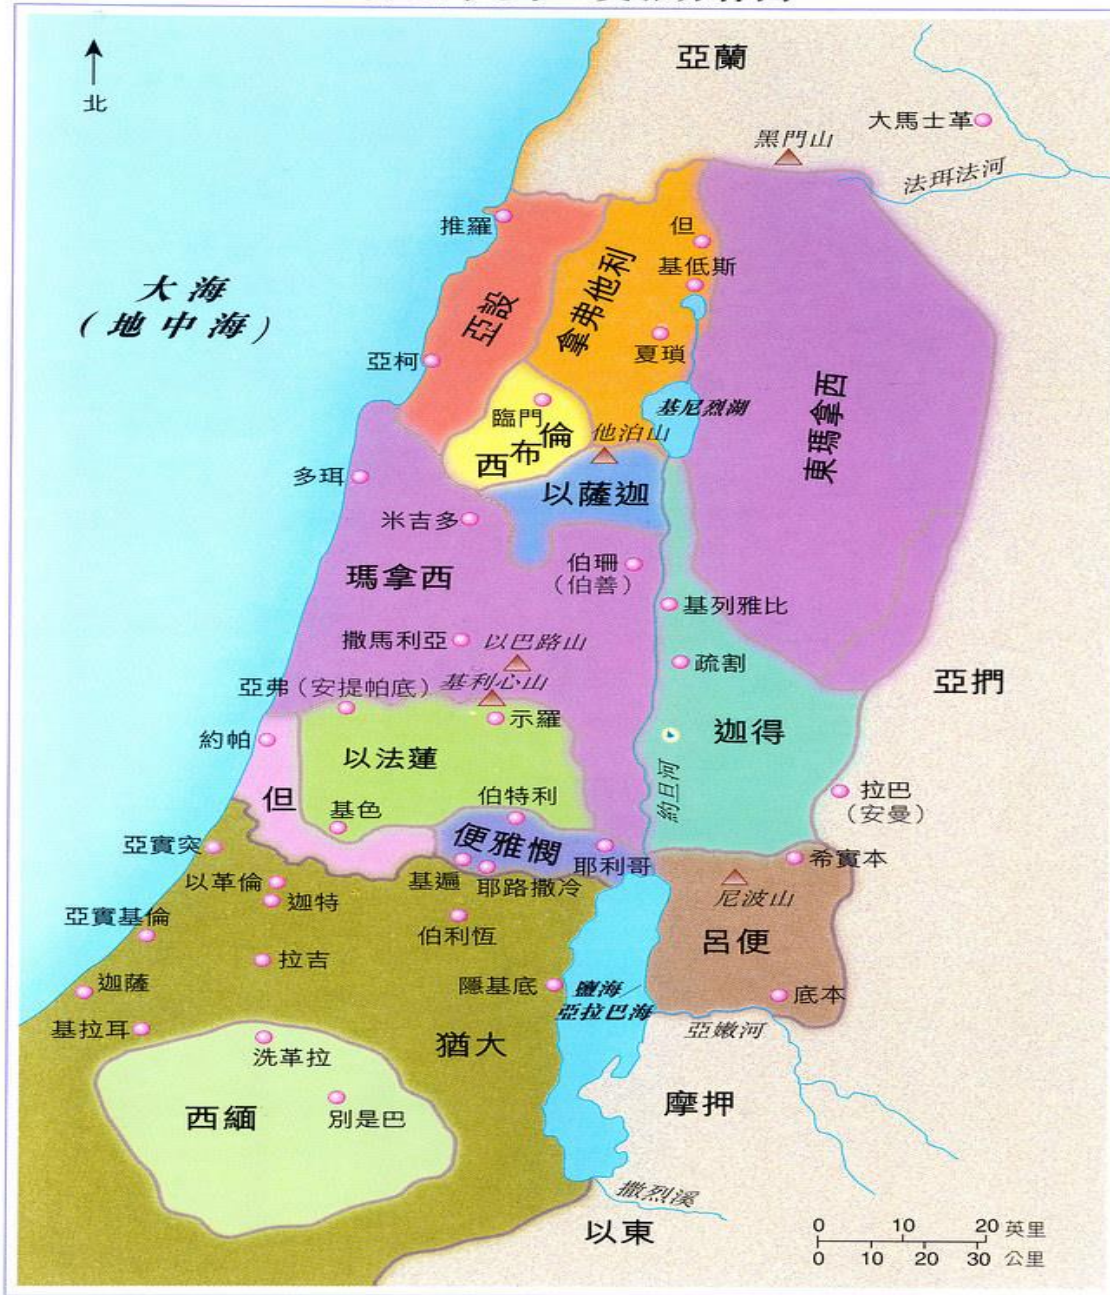 亞蘭
北
大馬士革
黑門山
法珥法河
推羅
但
基低斯
大海
（地中海）
亞設
拿弗他利
夏瑣
亞柯
基尼烈湖
東瑪拿西
臨門
西布倫
他泊山
多珥
以薩迦
米吉多
伯珊
（伯善）
瑪拿西
基列雅比
撒馬利亞
以巴路山
疏割
亞弗（安提帕底）
基利心山
亞捫
示羅
約帕
迦得
以法蓮
約旦河
但
伯特利
拉巴
（安曼）
基色
便雅憫
亞實突
耶利哥
希實本
以革倫
基遍
耶路撒冷
迦特
尼波山
亞實基倫
伯利恆
呂便
拉吉
迦薩
隱基底
鹽海/
亞拉巴海
底本
基拉耳
猶大
亞嫩河
洗革拉
西緬
別是巴
摩押
撒烈溪
以東
0 10 20 英里
0 10 20 30 公里